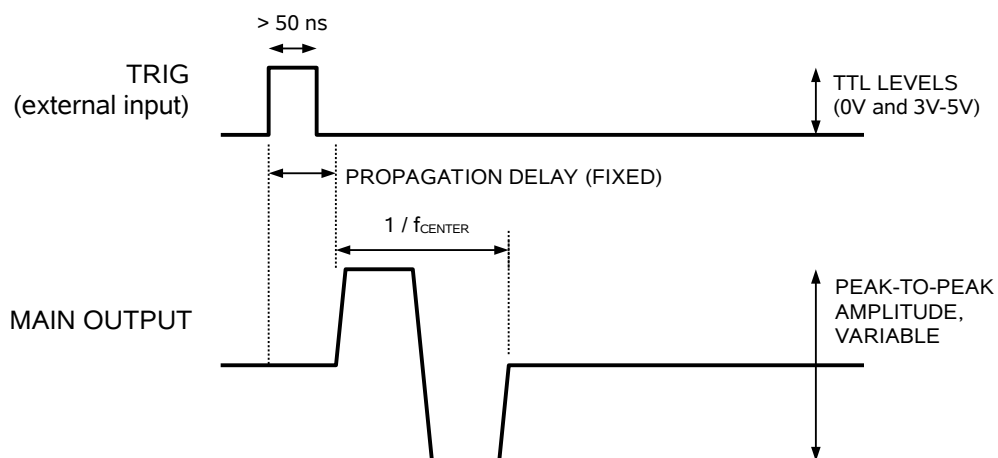 > 50 ns
TRIG
(external input)
TTL LEVELS
(0V and 3V-5V)
PROPAGATION DELAY (FIXED)
1 / fCENTER
MAIN OUTPUT
PEAK-TO-PEAK
AMPLITUDE,
VARIABLE